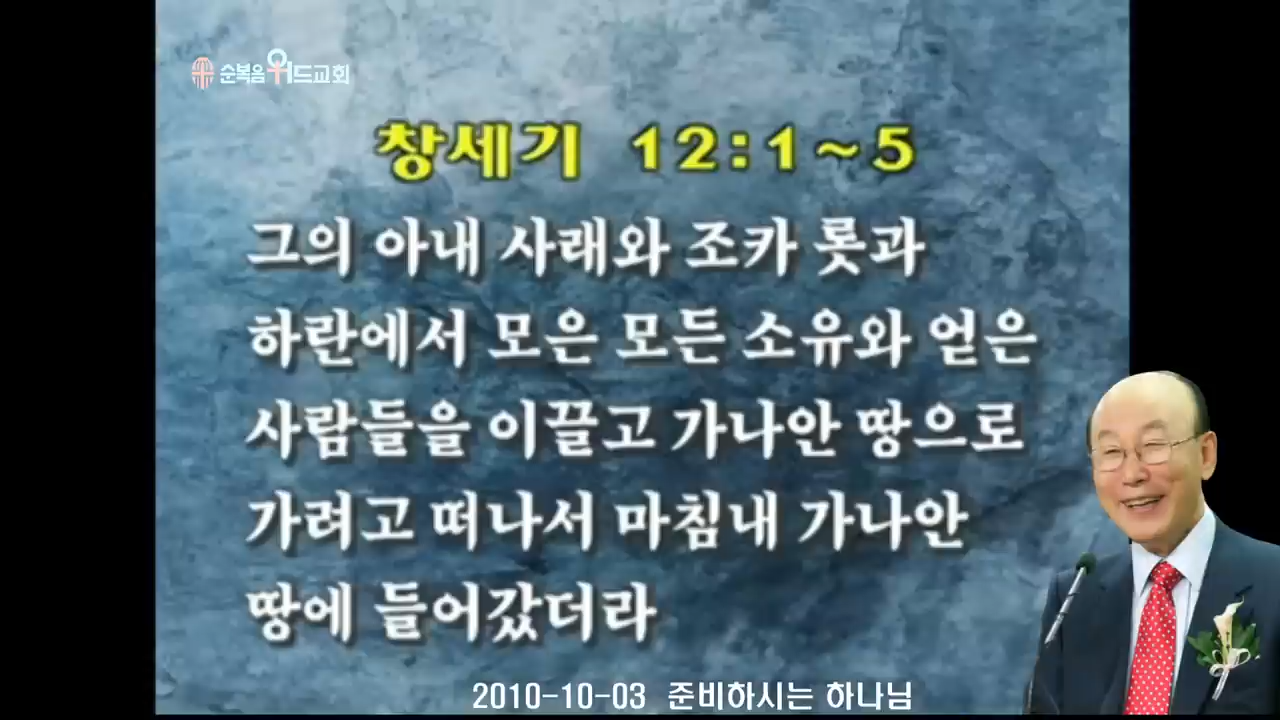 순복음워드교회
창세기 12:1~5
그의 아내 사래와 조카 롯과
하란에서 모은 모든 소유와 얻은
사람들을 이끌고 가나안 땅으로
가려고 떠나서 마침내 가나안
땅에 들어갔더라
2010-10-03 준비하시는 하나님